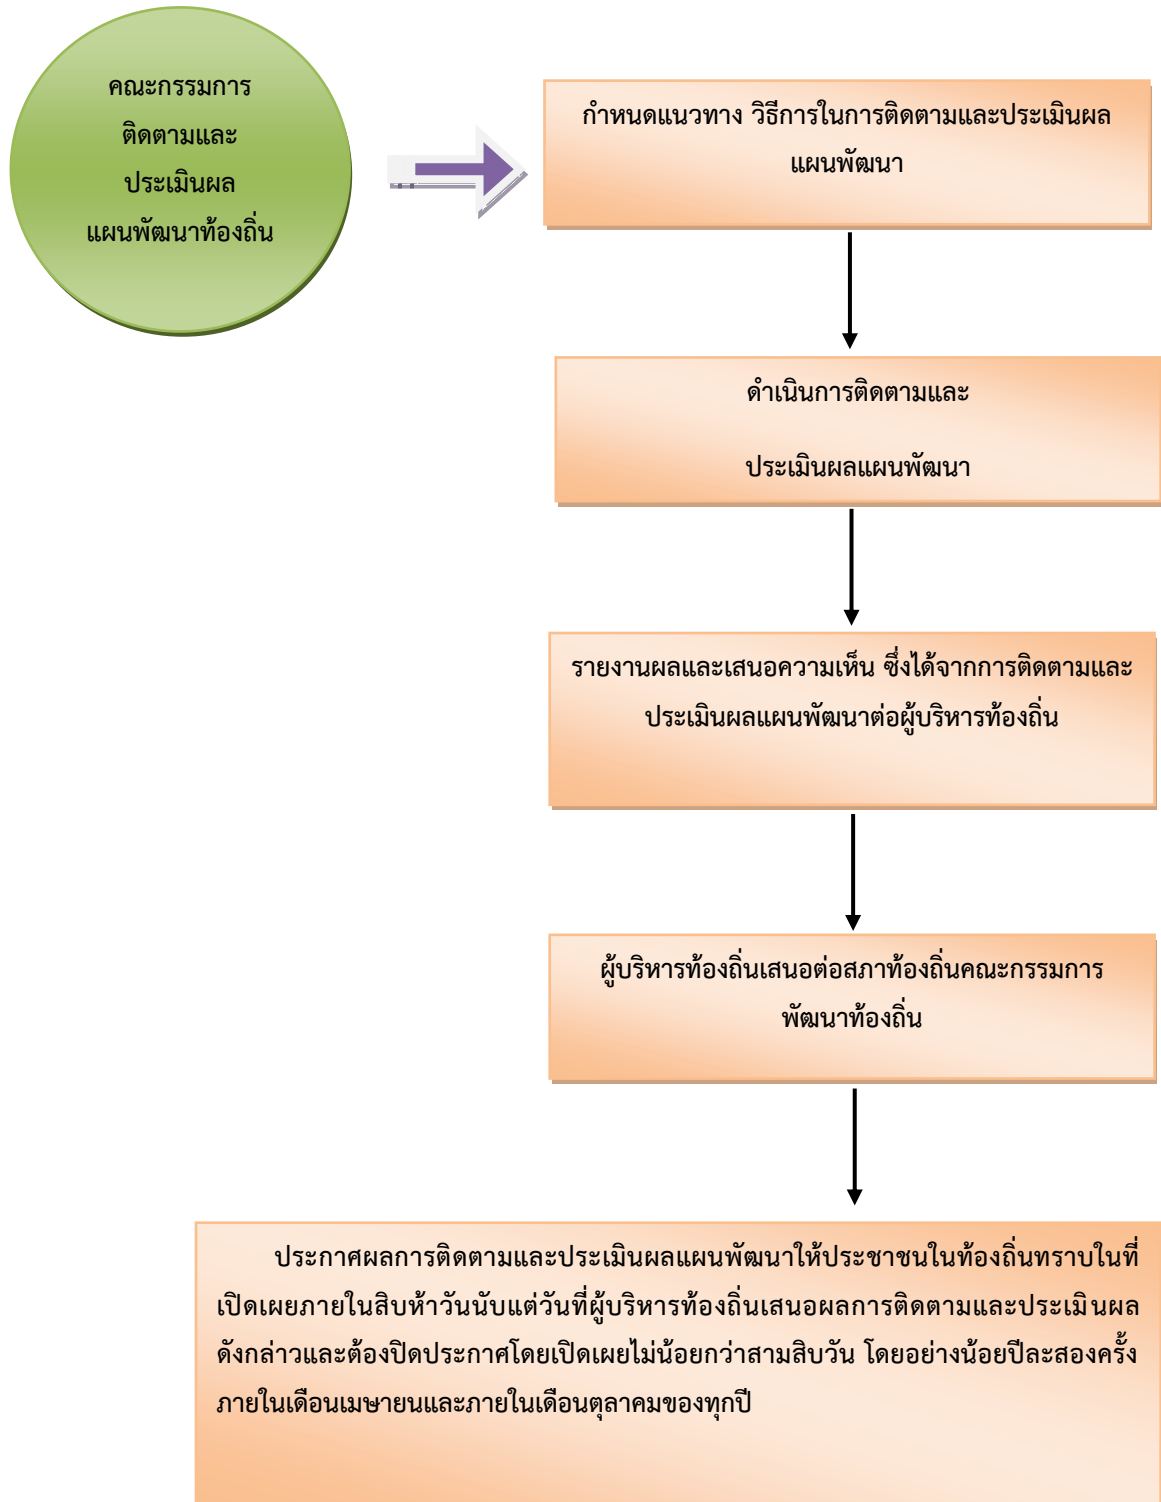 คณะกรรมการ
ติดตามและ
ประเมินผล
แผนพัฒนาท้องถิ่น
กำหนดแนวทาง วิธีการในการติดตามและประเมินผล
แผนพัฒนา
ดำเนินการติดตามและ
ประเมินผลแผนพัฒนา
รายงานผลและเสนอความเห็น ซึ่งได้จากการติดตามและ
ประเมินผลแผนพัฒนาต่อผู้บริหารท้องถิ่น
ผู้บริหารท้องถิ่นเสนอต่อสภาท้องถิ่นคณะกรรมการ
พัฒนาท้องถิ่น
ประกาศผลการติดตามและประเมินผลแผนพัฒนาให้ประชาชนในท้องถิ่นทราบในที่
เปิดเผยภายในสิบห้าวันนับแต่วันที่ผู้บริหารท้องถิ่นเสนอผลการติดตามและประเมินผล
ดังกล่าวและต้องปิดประกาศโดยเปิดเผยไม่น้อยกว่าสามสิบวัน โดยอย่างน้อยปีละสองครั้ง
ภายในเดือนเมษายนและภายในเดือนตุลาคมของทุกปี